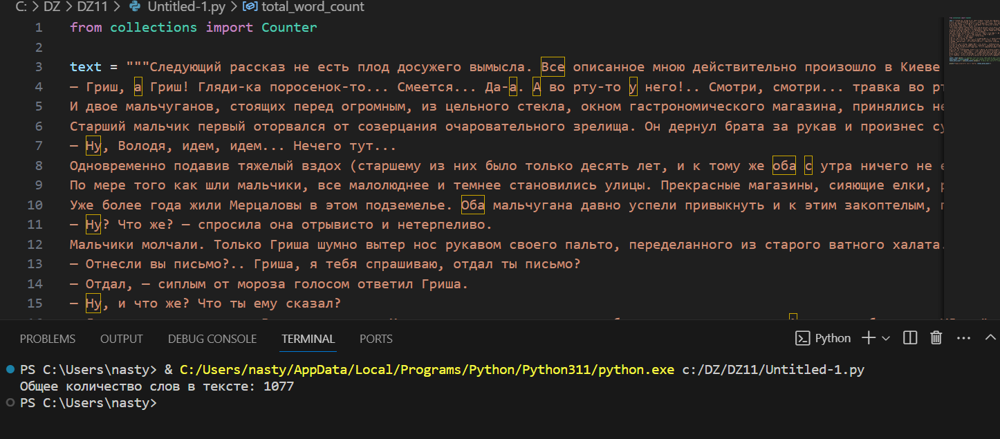 C: > DZ > DZ11 > Untitled-1.py > total_word_count
1 from collections import Counter
2
3 text = """Следующий рассказ не есть плод досужего вымысла. Все описанное мною действительно произошло в Киеве
4 — Гриш, а Гриш! Гляди-ка поросенок-то... Смеется... Да-а. А во рту-то у него!.. Смотри, смотри... травка во рт
5 И двое мальчуганов, стоящих перед огромным, из цельного стекла, окном гастрономического магазина, принялись не
6 Старший мальчик первый оторвался от созерцания очаровательного зрелища. Он дернул брата за рукав и произнес су
7 — Ну, Володя, идем, идем... Нечего тут...
8 Одновременно подавив тяжелый вздох (старшему из них было только десять лет, и к тому же оба с утра ничего не е
9 По мере того как шли мальчики, все малолюднее и темнее становились улицы. Прекрасные магазины, сияющие елки, р
10 Уже более года жили Мерцаловы в этом подземелье. Оба мальчугана давно успели привыкнуть и к этим закоптелым, п
11 — Ну? Что же? — спросила она отрывисто и нетерпеливо.
12 Мальчики молчали. Только Гриша шумно вытер нос рукавом своего пальто, переделанного из старого ватного халата.
13 — Отнесли вы письмо?.. Гриша, я тебя спрашиваю, отдал ты письмо?
14 — Отдал, — сиплым от мороза голосом ответил Гриша.
15 — Ну, и что же? Что ты ему сказал?
PROBLEMS OUTPUT DEBUG CONSOLE TERMINAL PORTS Python
PS C:\Users\nasty> & C:/Users/nasty/AppData/Local/Programs/Python/Python311/python.exe c:/DZ/DZ11/Untitled-1.py
Общее количество слов в тексте: 1077
PS C:\Users\nasty>